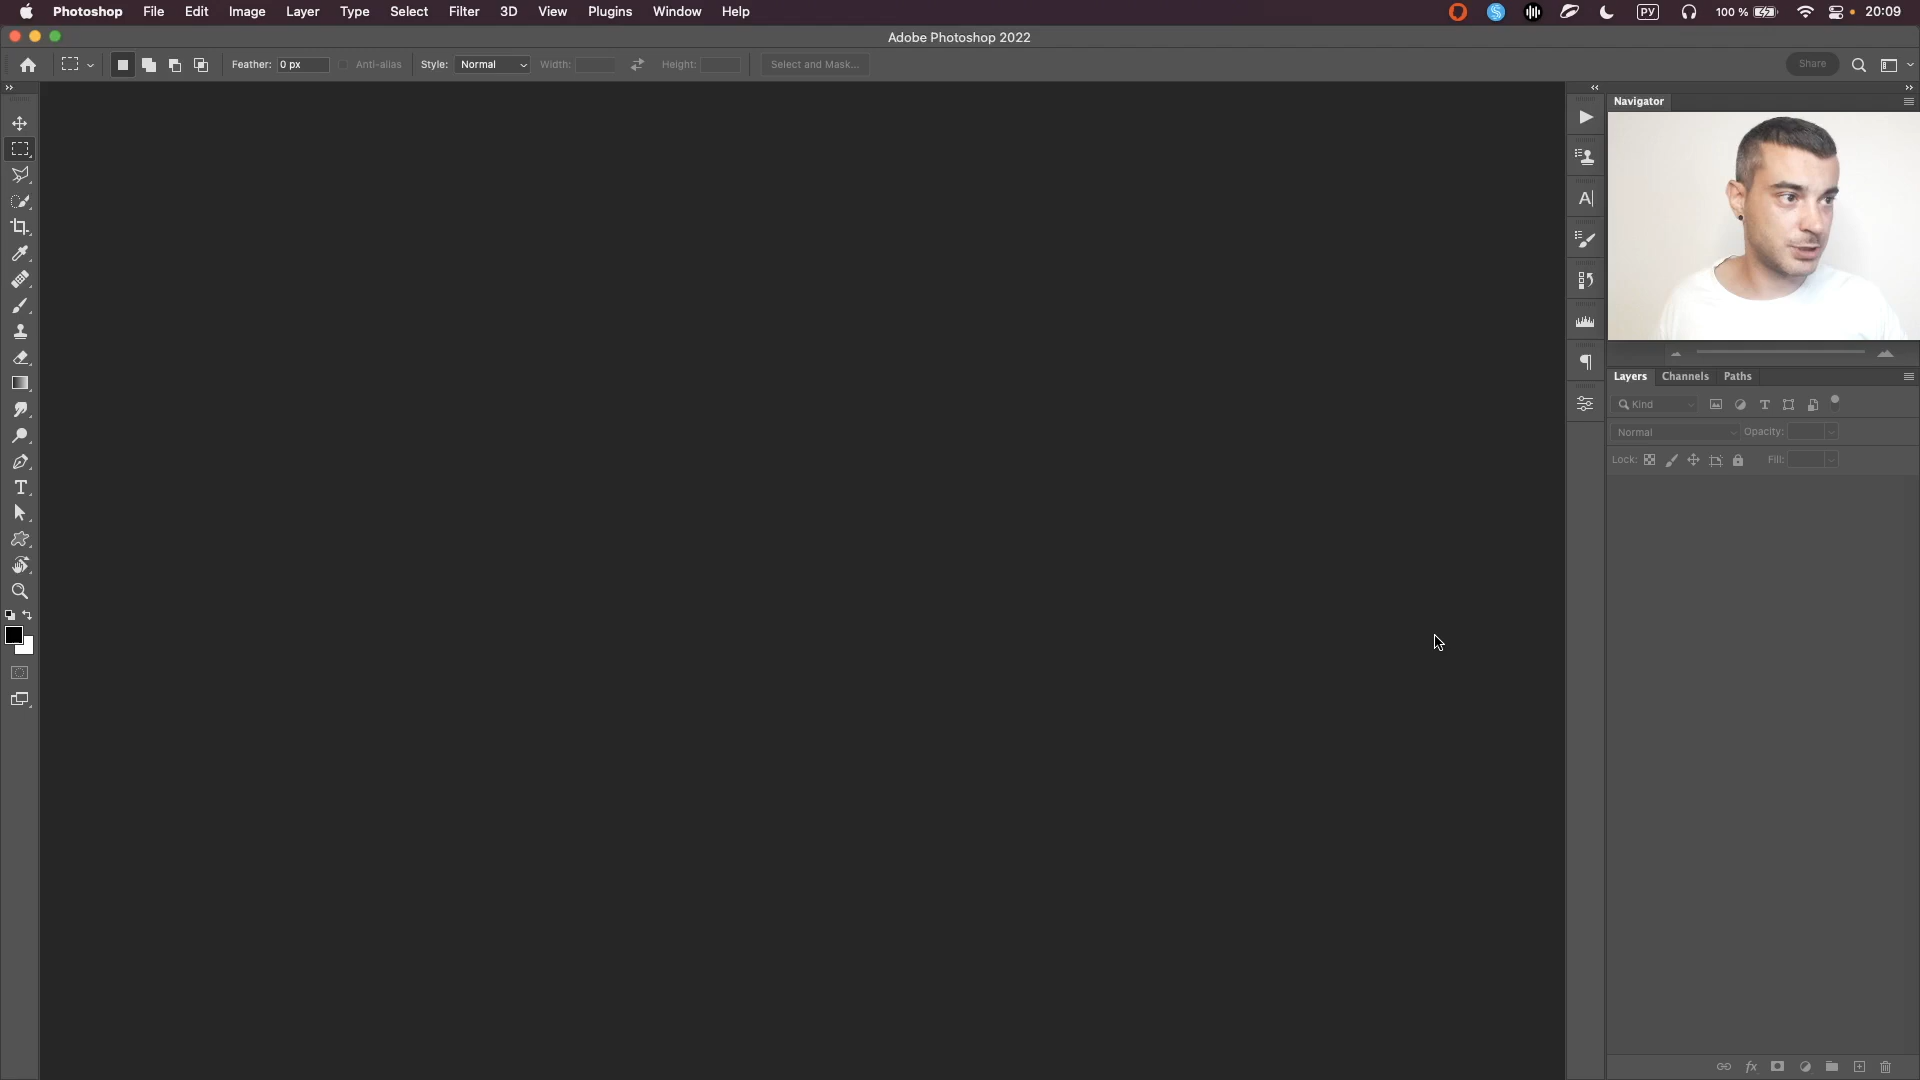 Photoshop File Edit Image Layer Type Select Filter 3D View Plugins Window Help РУ 100 % 20:09
Adobe Photoshop 2022
Feather: 0 px Anti-alias Style: Normal Width: Height: Select and Mask... Share
Navigator
Layers Channels Paths
Kind
Normal Opacity:
Lock: Fill: